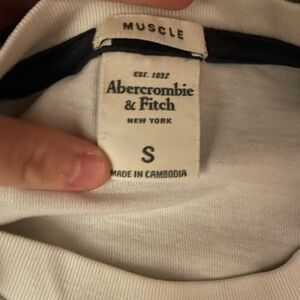 MUSCLE
EST. 1892
Abercrombie
& Fitch
NEW YORK
S
MADE IN CAMBODIA